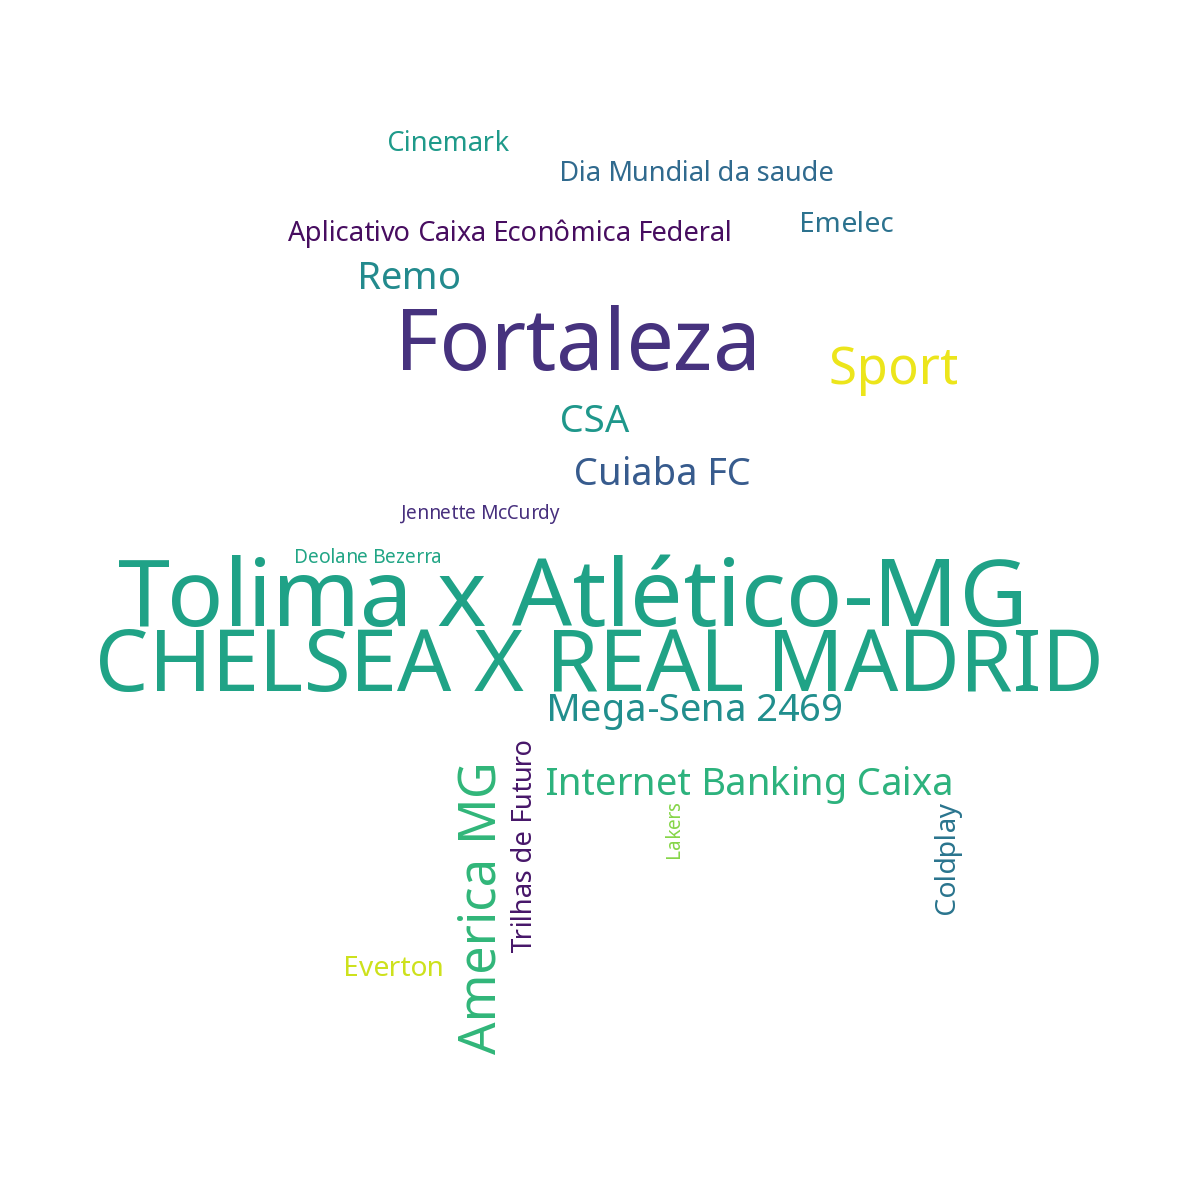 Cinemark
Dia Mundial da saude
Emelec
Aplicativo Caixa Econômica Federal
Remo
Fortaleza
Sport
CSA
Cuiaba FC
Jennette McCurdy
Deolane Bezerra
Tolima x Atlético-MG
CHELSEA X REAL MADRID
Mega-Sena 2469
Internet Banking Caixa
America MG
Trilhas de Futuro
Lakers
Coldplay
Everton